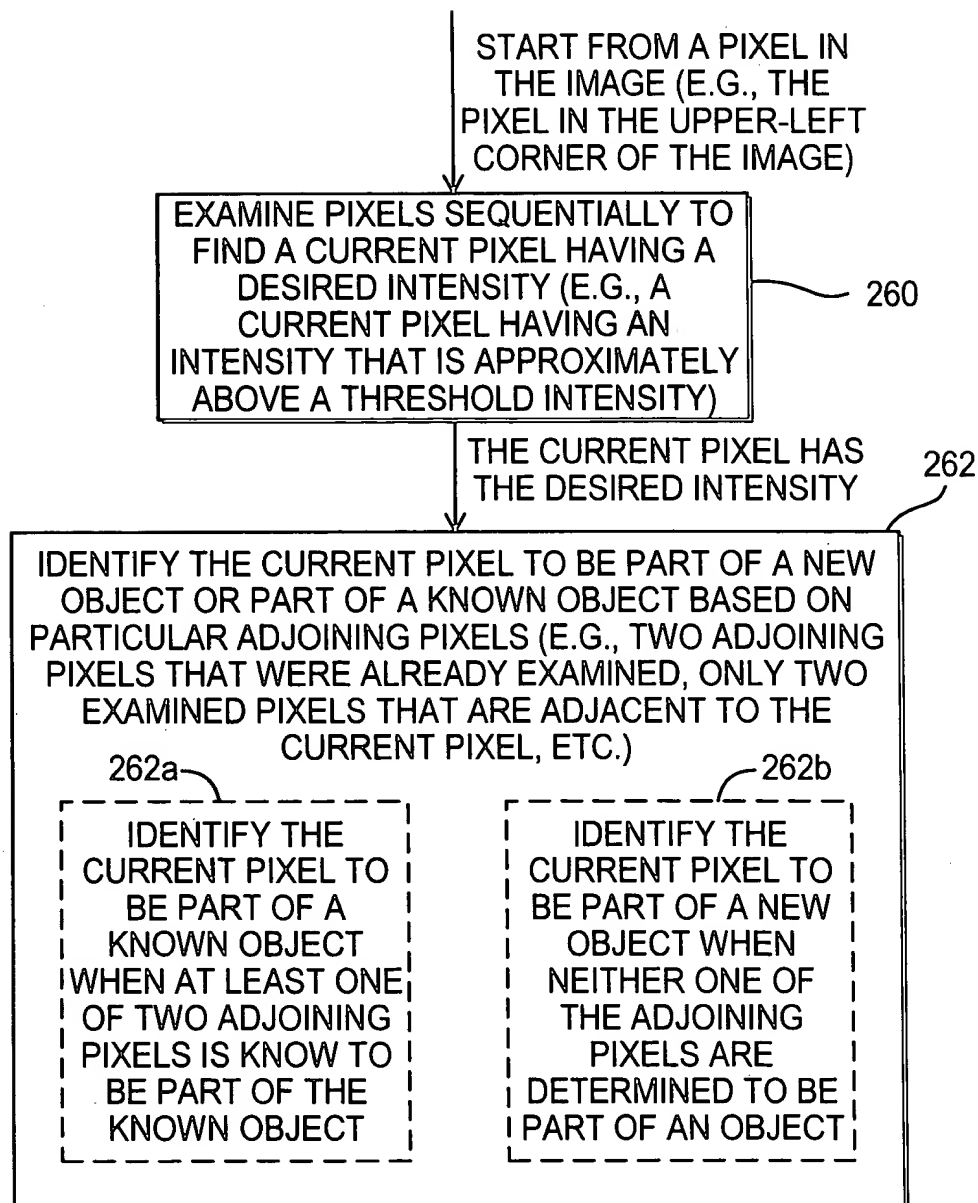 START FROM A PIXEL IN
THE IMAGE (E.G., THE
PIXEL IN THE UPPER-LEFT
CORNER OF THE IMAGE)
EXAMINE PIXELS SEQUENTIALLY TO
FIND A CURRENT PIXEL HAVING A
DESIRED INTENSITY (E.G., A
CURRENT PIXEL HAVING AN
INTENSITY THAT IS APPROXIMATELY
ABOVE A THRESHOLD INTENSITY)
260
THE CURRENT PIXEL HAS
THE DESIRED INTENSITY
262
IDENTIFY THE CURRENT PIXEL TO BE PART OF A NEW
OBJECT OR PART OF A KNOWN OBJECT BASED ON
PARTICULAR ADJOINING PIXELS (E.G., TWO ADJOINING
PIXELS THAT WERE ALREADY EXAMINED, ONLY TWO
EXAMINED PIXELS THAT ARE ADJACENT TO THE
CURRENT PIXEL, ETC.)
262a
IDENTIFY THE
CURRENT PIXEL TO
BE PART OF A
KNOWN OBJECT
WHEN AT LEAST ONE
OF TWO ADJOINING
PIXELS IS KNOW TO
BE PART OF THE
KNOWN OBJECT
262b
IDENTIFY THE
CURRENT PIXEL TO
BE PART OF A NEW
OBJECT WHEN
NEITHER ONE OF
THE ADJOINING
PIXELS ARE
DETERMINED TO BE
PART OF AN OBJECT